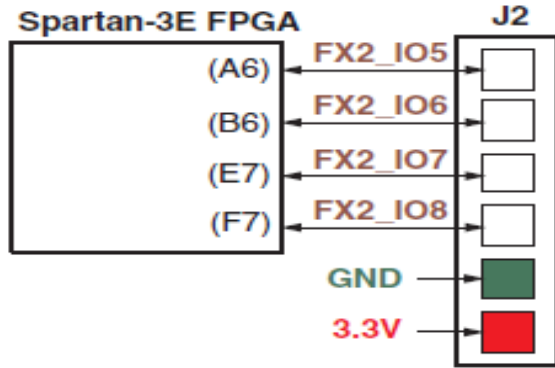 Spartan-3E FPGA J2
(A6) FX2_IO5
(B6) FX2_IO6
(E7) FX2_IO7
(F7) FX2_IO8
GND
3.3V